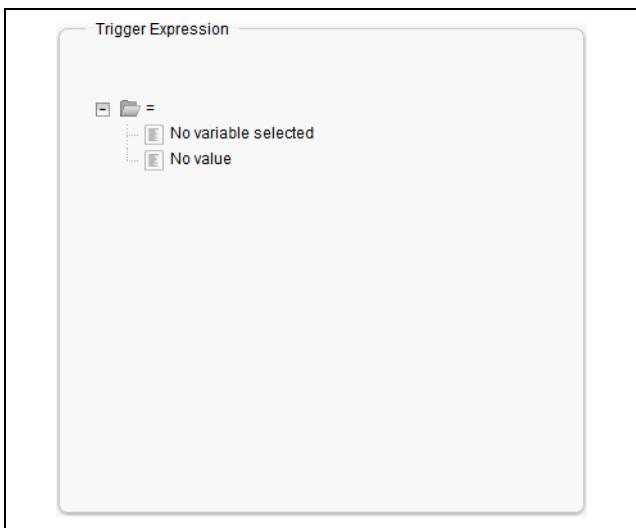 Trigger Expression
=
No variable selected
No value